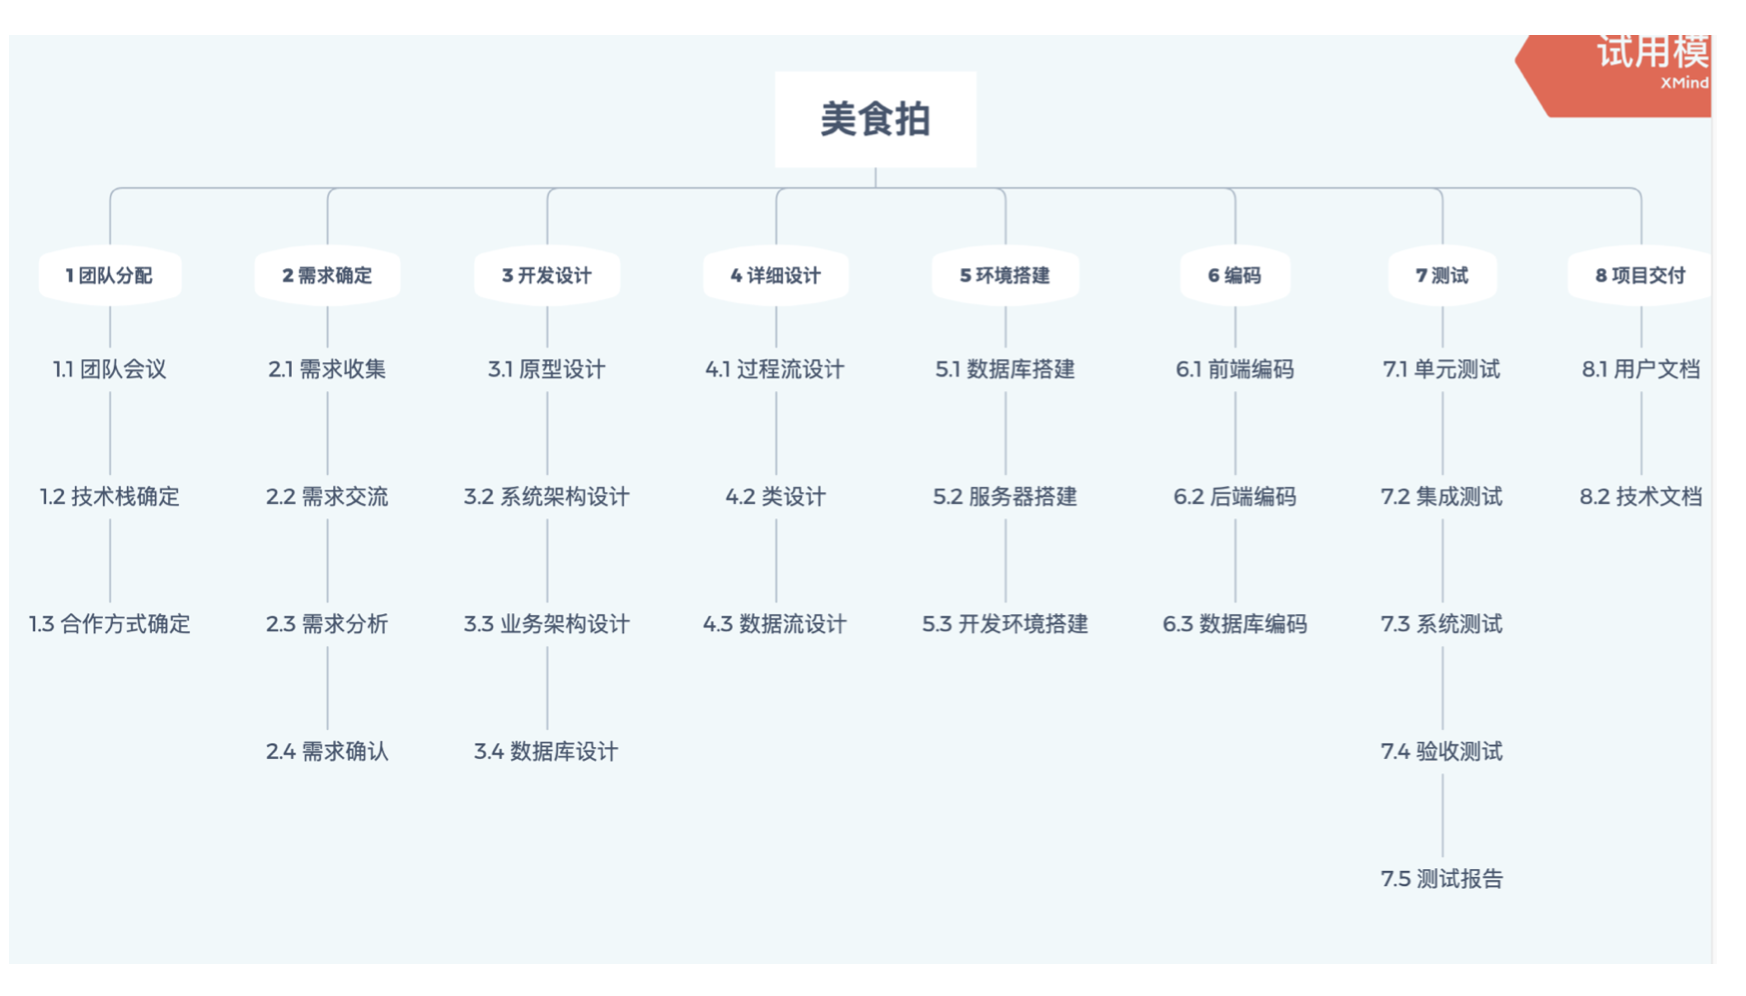 试用模
XMind
美食拍
1 团队分配
1.1 团队会议
1.2 技术栈确定
1.3 合作方式确定
2 需求确定
2.1 需求收集
2.2 需求交流
2.3 需求分析
2.4 需求确认
3 开发设计
3.1 原型设计
3.2 系统架构设计
3.3 业务架构设计
3.4 数据库设计
4 详细设计
4.1 过程流设计
4.2 类设计
4.3 数据流设计
5 环境搭建
5.1 数据库搭建
5.2 服务器搭建
5.3 开发环境搭建
6 编码
6.1 前端编码
6.2 后端编码
6.3 数据库编码
7 测试
7.1 单元测试
7.2 集成测试
7.3 系统测试
7.4 验收测试
7.5 测试报告
8 项目交付
8.1 用户文档
8.2 技术文档